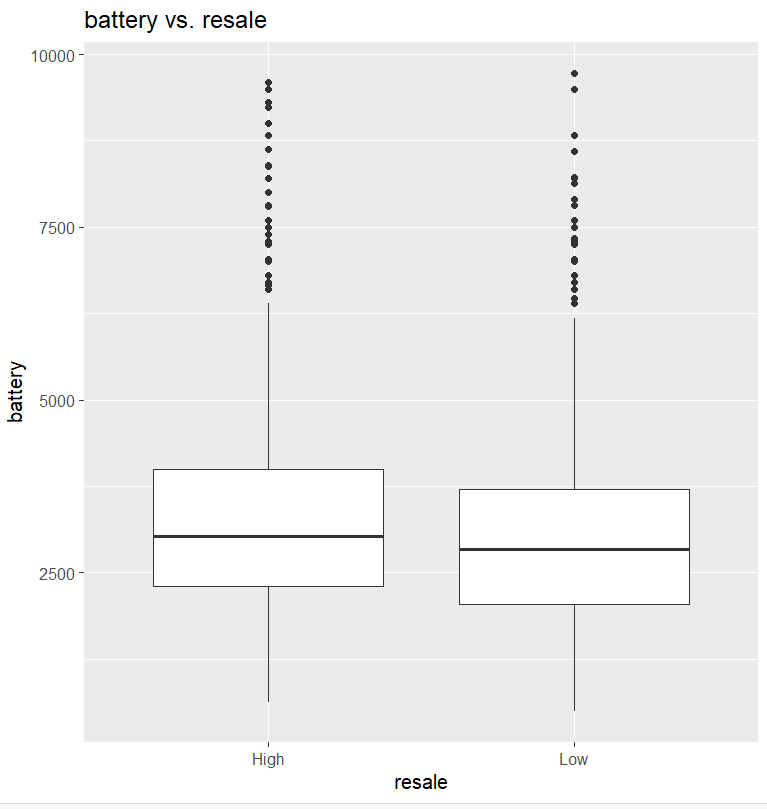 battery vs. resale
10000
7500
5000
2500
battery
High
Low
resale